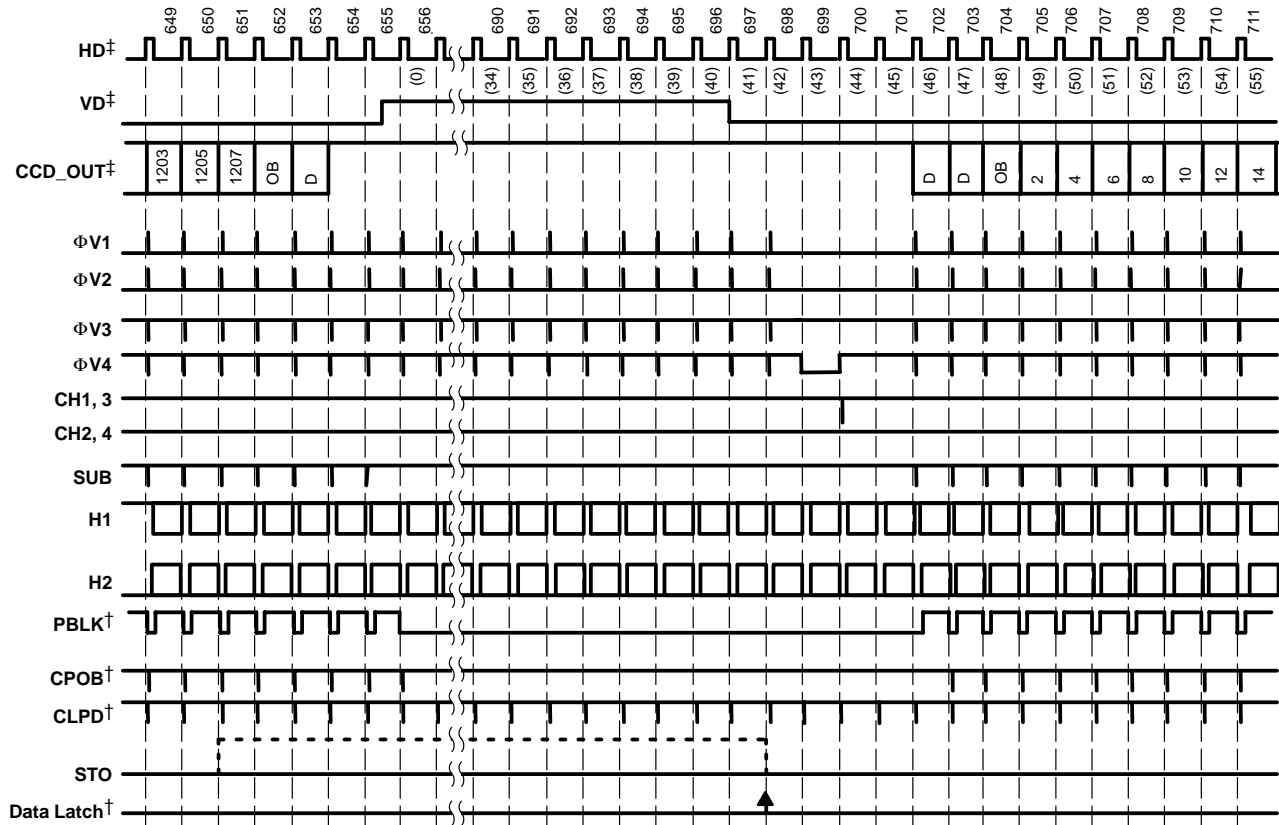 649 650 651 652 653 654 655 656 690 691 692 693 694 695 696 697 698 699 700 701 702 703 704 705 706 707 708 709 710 711
HD‡
(0) (34) (35) (36) (37) (38) (39) (40) (41) (42) (43) (44) (45) (46) (47) (48) (49) (50) (51) (52) (53) (54) (55)
VD‡
CCD_OUT‡ 1203 1205 1207 OB D D D OB 2 4 6 8 10 12 14
ΦV1
ΦV2
ΦV3
ΦV4
CH1, 3
CH2, 4
SUB
H1
H2
PBLK†
CPOB†
CLPD†
STO
Data Latch†